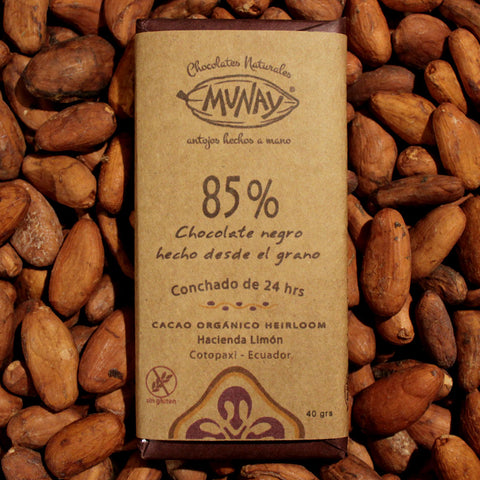 Chocolates Naturales
MUNAY®
antojos hechos a mano
85%
Chocolate negro
hecho desde el grano
Conchado de 24 hrs
CACAO ORGÁNICO HEIRLOOM
Hacienda Limón
Cotopaxi - Ecuador
sin gluten
40 grs